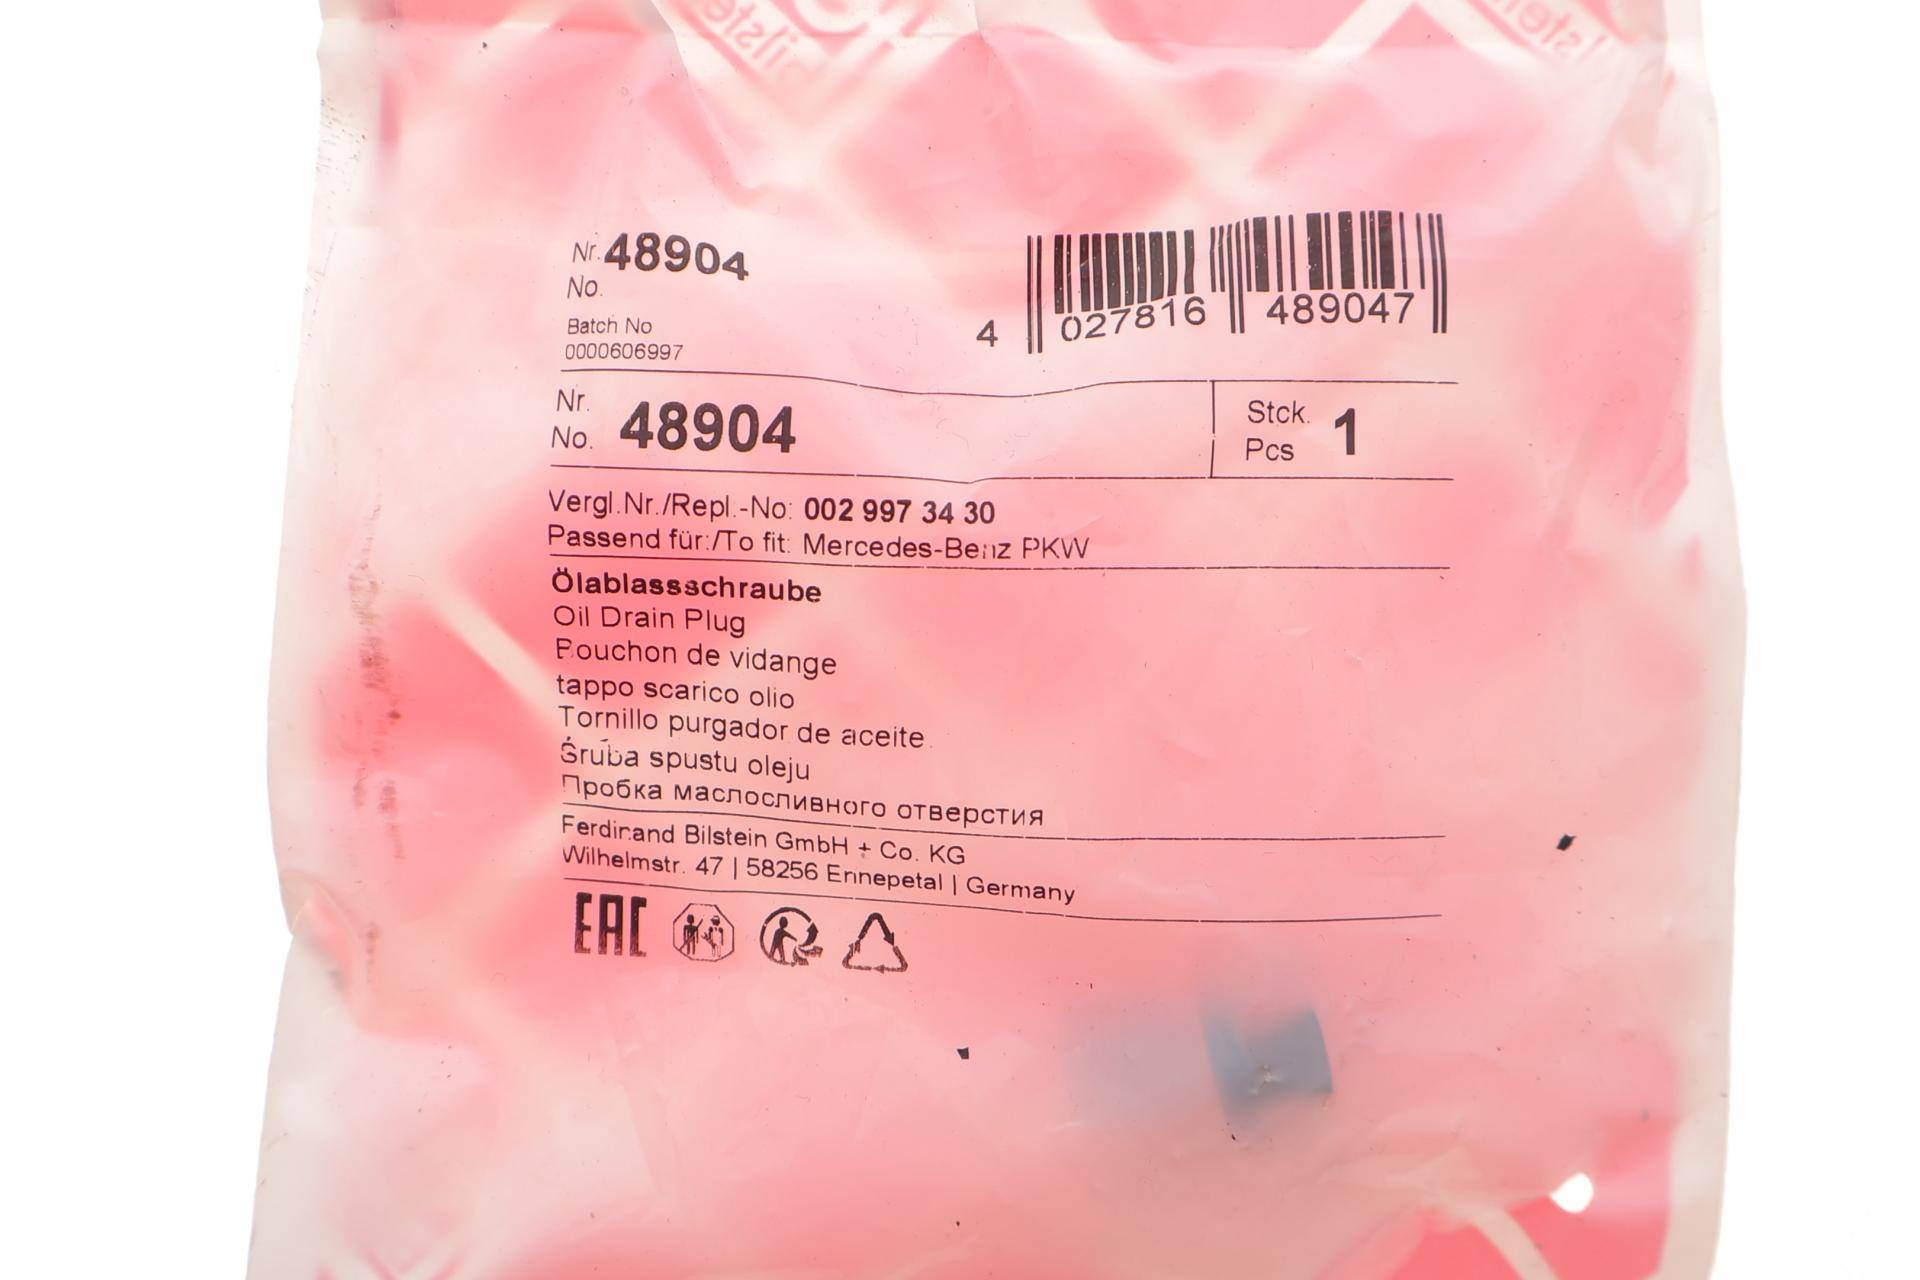 bilstein
Nr. 48904
No.
Batch No
0000606997
4 027816 489047
Nr.
No. 48904
Stck.
Pcs 1
Vergl.Nr./Repl.-No: 002 997 34 30
Passend für:/To fit: Mercedes-Benz PKW
Ölablassschraube
Oil Drain Plug
Bouchon de vidange
tappo scarico olio
Tornillo purgador de aceite
Śruba spustu oleju
Пробка маслосливного отверстия
Ferdinand Bilstein GmbH + Co. KG
Wilhelmstr. 47 | 58256 Ennepetal | Germany
EAC